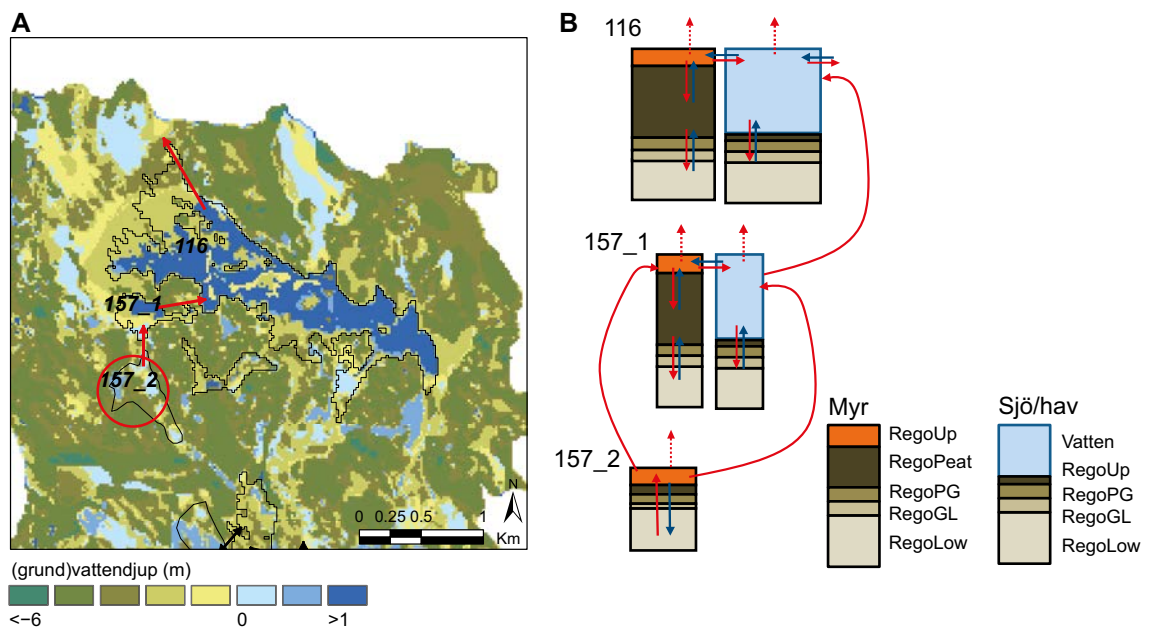 A
116
157_1
157_2
N
0 0.25 0.5 1
Km
(grund)vattendjup (m)
<−6 0 >1
B
116
157_1
157_2
Myr
RegoUp
RegoPeat
RegoPG
RegoGL
RegoLow
Sjö/hav
Vatten
RegoUp
RegoPG
RegoGL
RegoLow